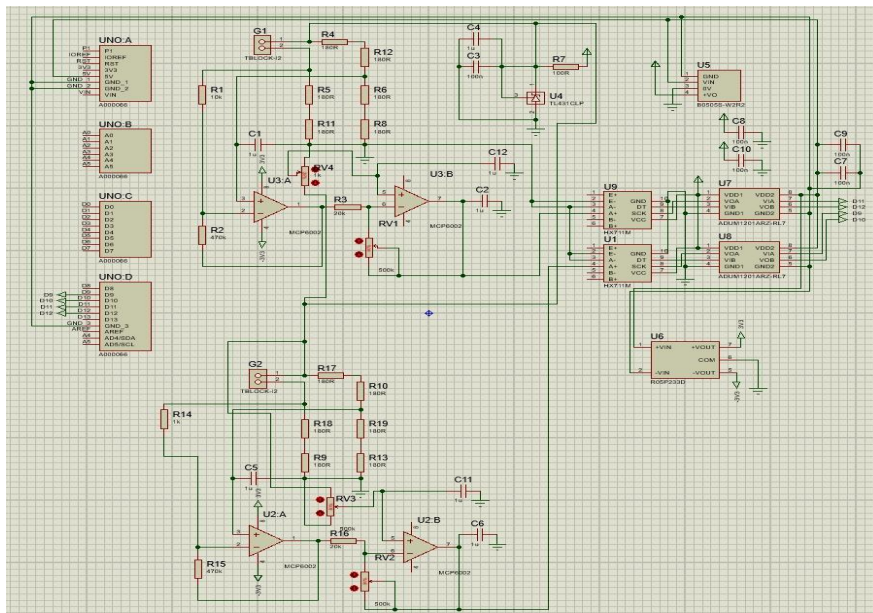 UNO:A
P1
IOREF
RST
3V3
5V
GND_1
GND_2
VIN
A000066
UNO:B
A0
A1
A2
A3
A4
A5
A000066
UNO:C
D0
D1
D2
D3
D4
D5
D6
D7
A000066
UNO:D
D8
D9
D10
D11
D12
D13
GND_3
AREF
AD4/SDA
AD5/SCL
A000066
G1
TBLOCK-I2
R4
180R
R12
180R
R1
10k
R5
180R
R6
180R
R11
180R
R8
180R
C1
1u
3V3
U3:A
MCP6002
-3V3
R2
470k
RV4
1k
R3
20k
U3:B
MCP6002
RV1
500k
C12
1u
C2
1u
C4
1u
C3
100n
R7
100R
U4
TL431CLP
U5
GND
VIN
0V
+VO
B0505S-W2R2
C8
100n
C10
100n
C9
100n
C7
100n
U9
E+
E-
A-
A+
B-
B+
GND
DT
SCK
VCC
HX711M
U1
E+
E-
A-
A+
B-
B+
GND
DT
SCK
VCC
HX711M
U7
VDD1
VOA
VIB
GND1
VDD2
VIA
VOB
GND2
ADUM1201ARZ-RL7
U8
VDD1
VOA
VIB
GND1
VDD2
VIA
VOB
GND2
ADUM1201ARZ-RL7
D11
D12
D9
D10
U6
+VIN
-VIN
+VOUT
COM
-VOUT
R05P233D
3V3
-3V3
G2
TBLOCK-I2
R17
180R
R10
180R
R14
1k
R18
180R
R19
180R
R9
180R
R13
180R
C5
1u
3V3
U2:A
MCP6002
-3V3
R15
470k
RV3
500k
R16
20k
RV2
500k
U2:B
MCP6002
C11
1u
C6
1u